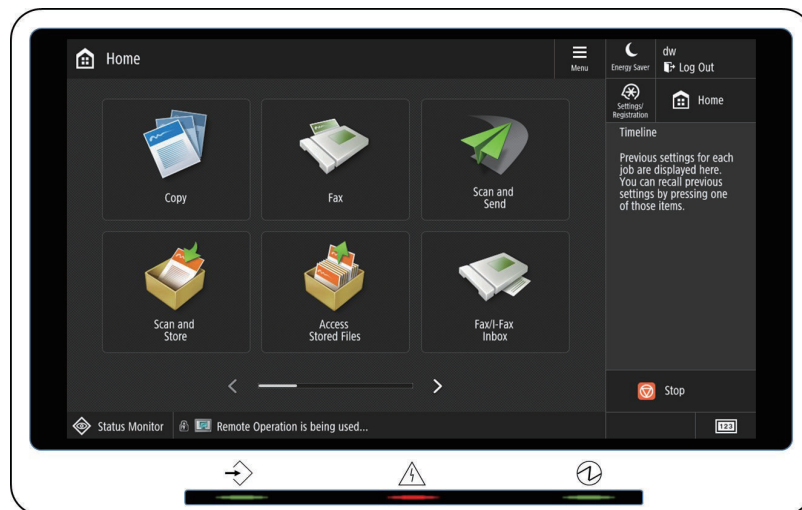 Home
Menu
Energy Saver
dw
Log Out
Settings/
Registration
Home
Timeline
Previous settings for each
job are displayed here.
You can recall previous
settings by pressing one
of those items.
Copy
Fax
Scan and
Send
Scan and
Store
Access
Stored Files
Fax/I-Fax
Inbox
Stop
Status Monitor
Remote Operation is being used...
123